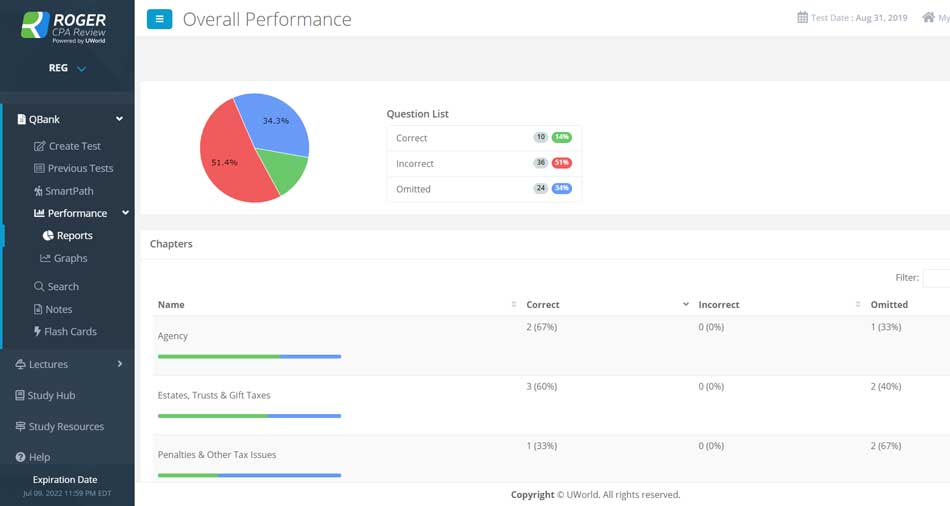 ROGER
CPA Review
Powered by UWorld
REG
QBank
Create Test
Previous Tests
SmartPath
Performance
Reports
Graphs
Search
Notes
Flash Cards
Lectures
Study Hub
Study Resources
Help
Expiration Date
Jul 09, 2022 11:59 PM EDT
Overall Performance
Test Date : Aug 31, 2019 My
34.3%
51.4%
Question List
Correct 10 14%
Incorrect 36 51%
Omitted 24 34%
Chapters
Filter:
Name Correct Incorrect Omitted
Agency 2 (67%) 0 (0%) 1 (33%)
Estates, Trusts & Gift Taxes 3 (60%) 0 (0%) 2 (40%)
Penalties & Other Tax Issues 1 (33%) 0 (0%) 2 (67%)
Copyright © UWorld. All rights reserved.